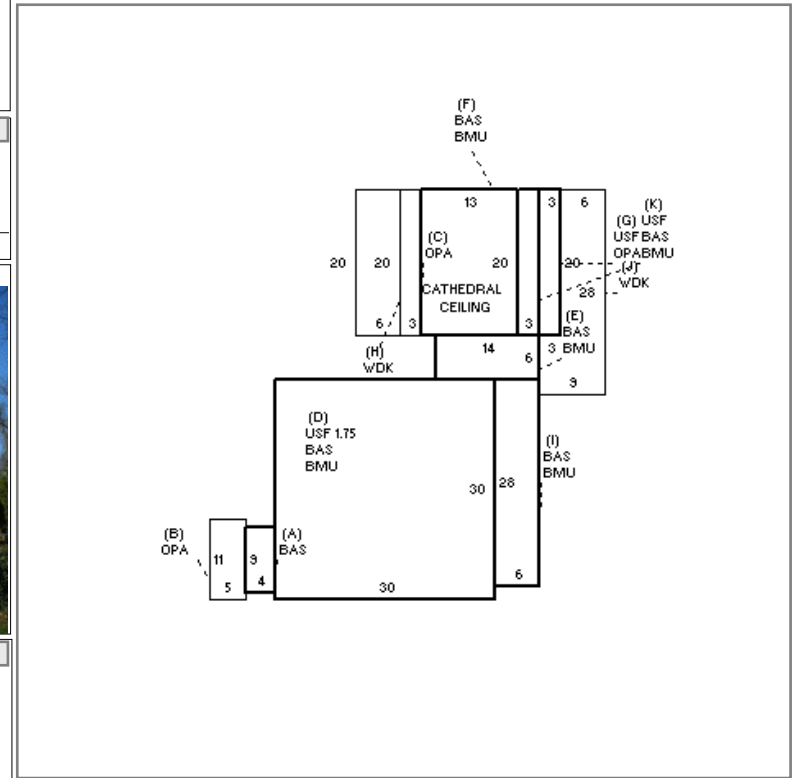 (F)
BAS
BMU
13
3
6
(K)
(G) USF
USF BAS
OPABMU
(J)
WDK
(C)
OPA
20
20
20
20
28
CATHEDRAL
CEILING
6
3
3
(E)
BAS
BMU
14
6
3
9
(H)
WDK
(D)
USF 1.75
BAS
BMU
30
28
(I)
BAS
BMU
(B)
OPA
11
9
(A)
BAS
5
4
30
6